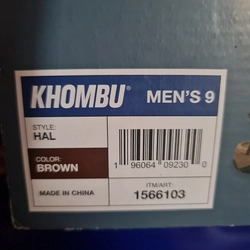 KHOMBU® MEN'S 9
STYLE:
HAL
COLOR:
BROWN
1 96064 09230 0
MADE IN CHINA
ITM/ART:
1566103